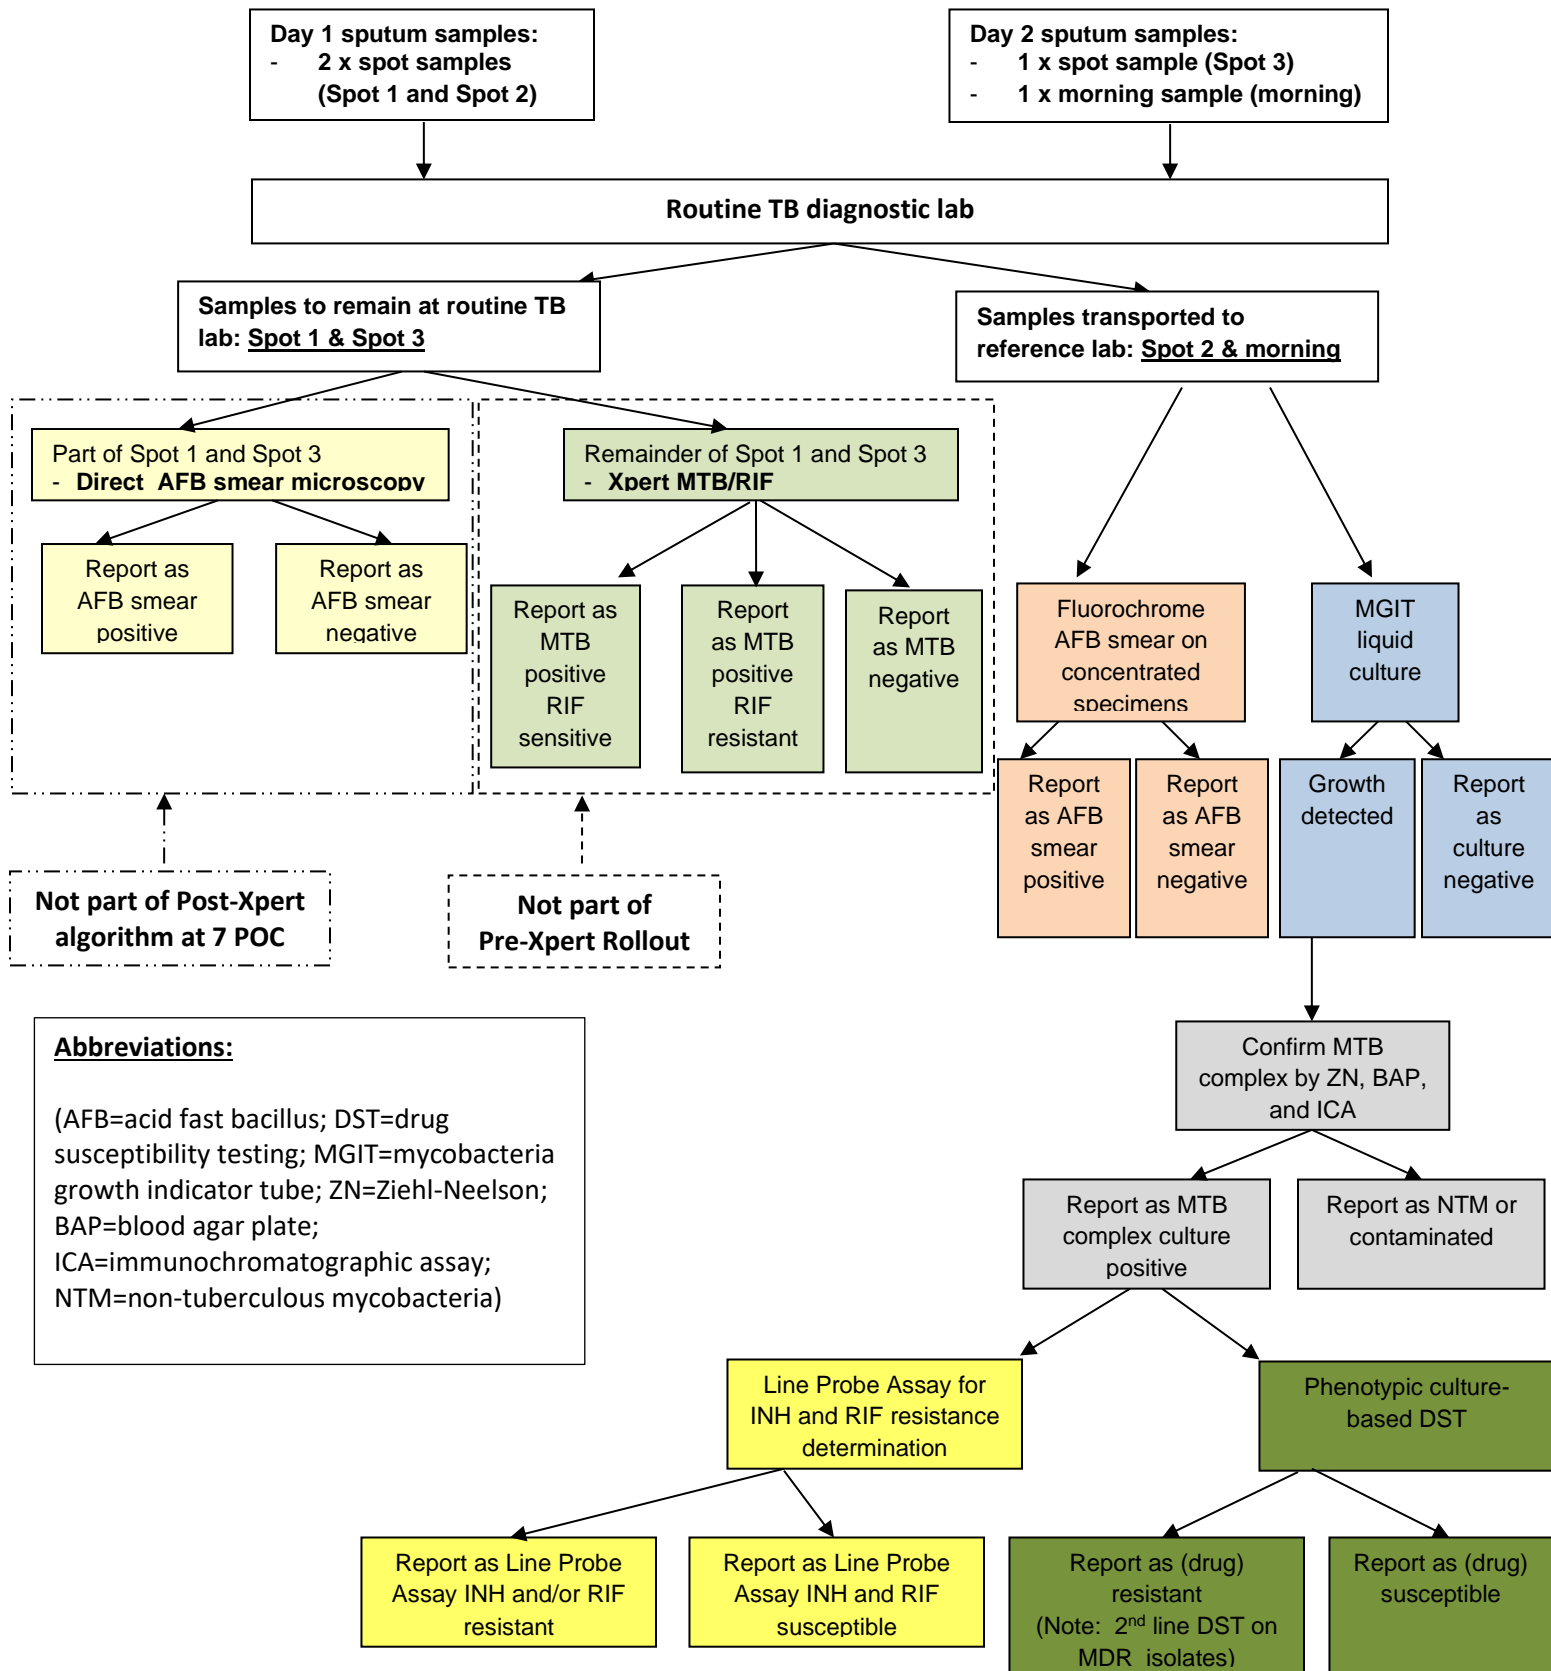 Day 1 sputum samples:
- 2 x spot samples
(Spot 1 and Spot 2)
Day 2 sputum samples:
- 1 x spot sample (Spot 3)
- 1 x morning sample (morning)
Routine TB diagnostic lab
Samples to remain at routine TB
lab: Spot 1 & Spot 3
Samples transported to
reference lab: Spot 2 & morning
Part of Spot 1 and Spot 3
- Direct AFB smear microscopy
Remainder of Spot 1 and Spot 3
- Xpert MTB/RIF
Report as
AFB smear
positive
Report as
AFB smear
negative
Report as
MTB
positive
RIF
sensitive
Report
as MTB
positive
RIF
resistant
Report
as MTB
negative
Fluorochrome
AFB smear on
concentrated
specimens
MGIT
liquid
culture
Report
as AFB
smear
positive
Report
as AFB
smear
negative
Growth
detected
Report
as
culture
negative
Not part of Post-Xpert
algorithm at 7 POC
Not part of
Pre-Xpert Rollout
Abbreviations:
(AFB=acid fast bacillus; DST=drug
susceptibility testing; MGIT=mycobacteria
growth indicator tube; ZN=Ziehl-Neelson;
BAP=blood agar plate;
ICA=immunochromatographic assay;
NTM=non-tuberculous mycobacteria)
Confirm MTB
complex by ZN, BAP,
and ICA
Report as MTB
complex culture
positive
Report as NTM or
contaminated
Line Probe Assay for
INH and RIF resistance
determination
Phenotypic culture-
based DST
Report as Line Probe
Assay INH and/or RIF
resistant
Report as Line Probe
Assay INH and RIF
susceptible
Report as (drug)
resistant
(Note: 2nd line DST on
MDR isolates)
Report as (drug)
susceptible